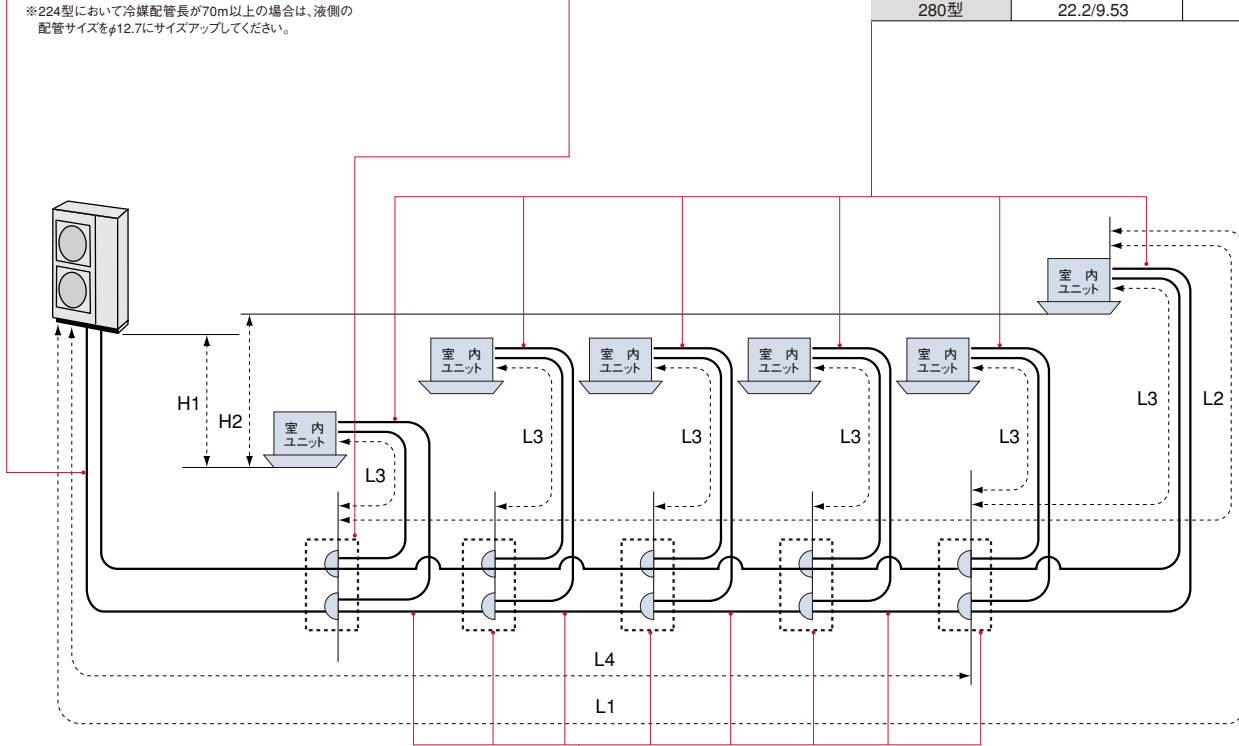 ※224型において冷媒配管長が70m以上の場合は、液側の
配管サイズをφ12.7にサイズアップしてください。
280型
22.2/9.53
室 内
ユニット
室 内
ユニット
室 内
ユニット
室 内
ユニット
室 内
ユニット
室 内
ユニット
H1
H2
L3
L3
L3
L3
L3
L3
L2
L4
L1